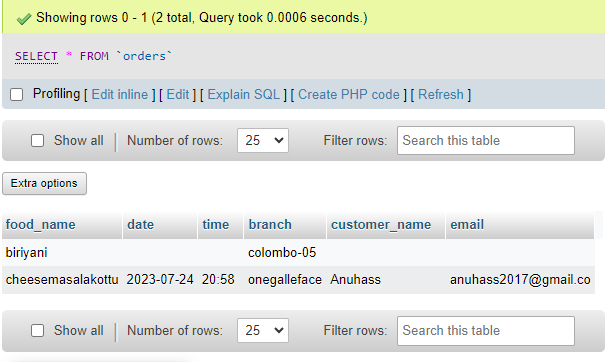 Showing rows 0 - 1 (2 total, Query took 0.0006 seconds.)
SELECT * FROM `orders`
Profiling [ Edit inline ] [ Edit ] [ Explain SQL ] [ Create PHP code ] [ Refresh ]
Show all Number of rows: 25 Filter rows: Search this table
Extra options
food_name date time branch customer_name email
biriyani colombo-05
cheesemasalakottu 2023-07-24 20:58 onegalleface Anuhass anuhass2017@gmail.co
Show all Number of rows: 25 Filter rows: Search this table